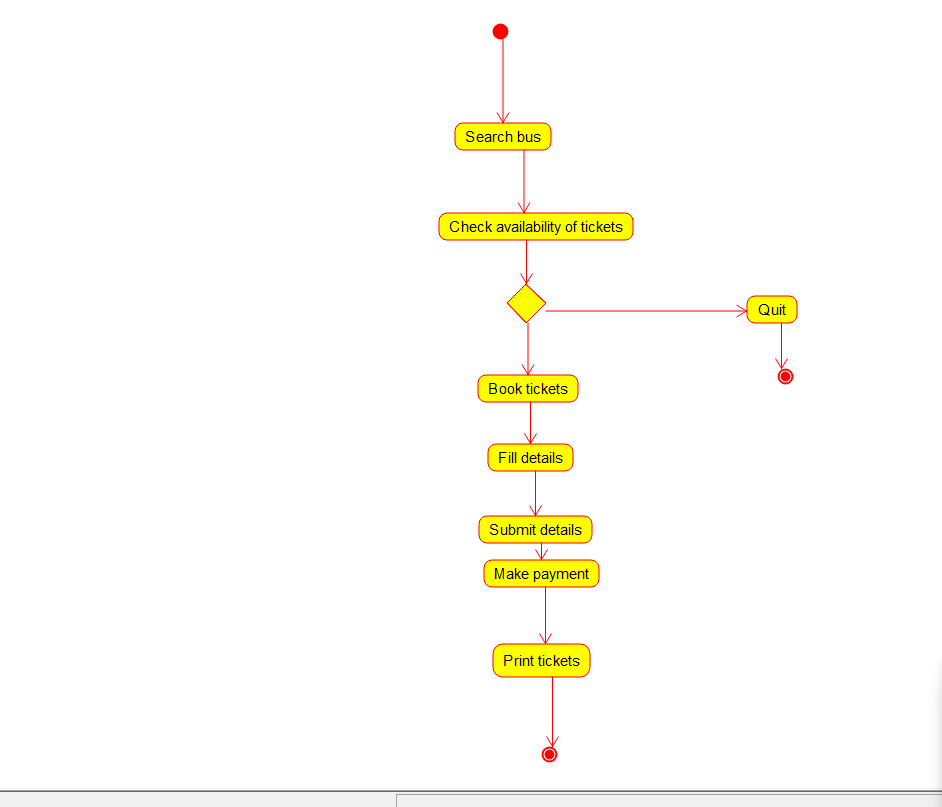 Search bus
Check availability of tickets
Quit
Book tickets
Fill details
Submit details
Make payment
Print tickets